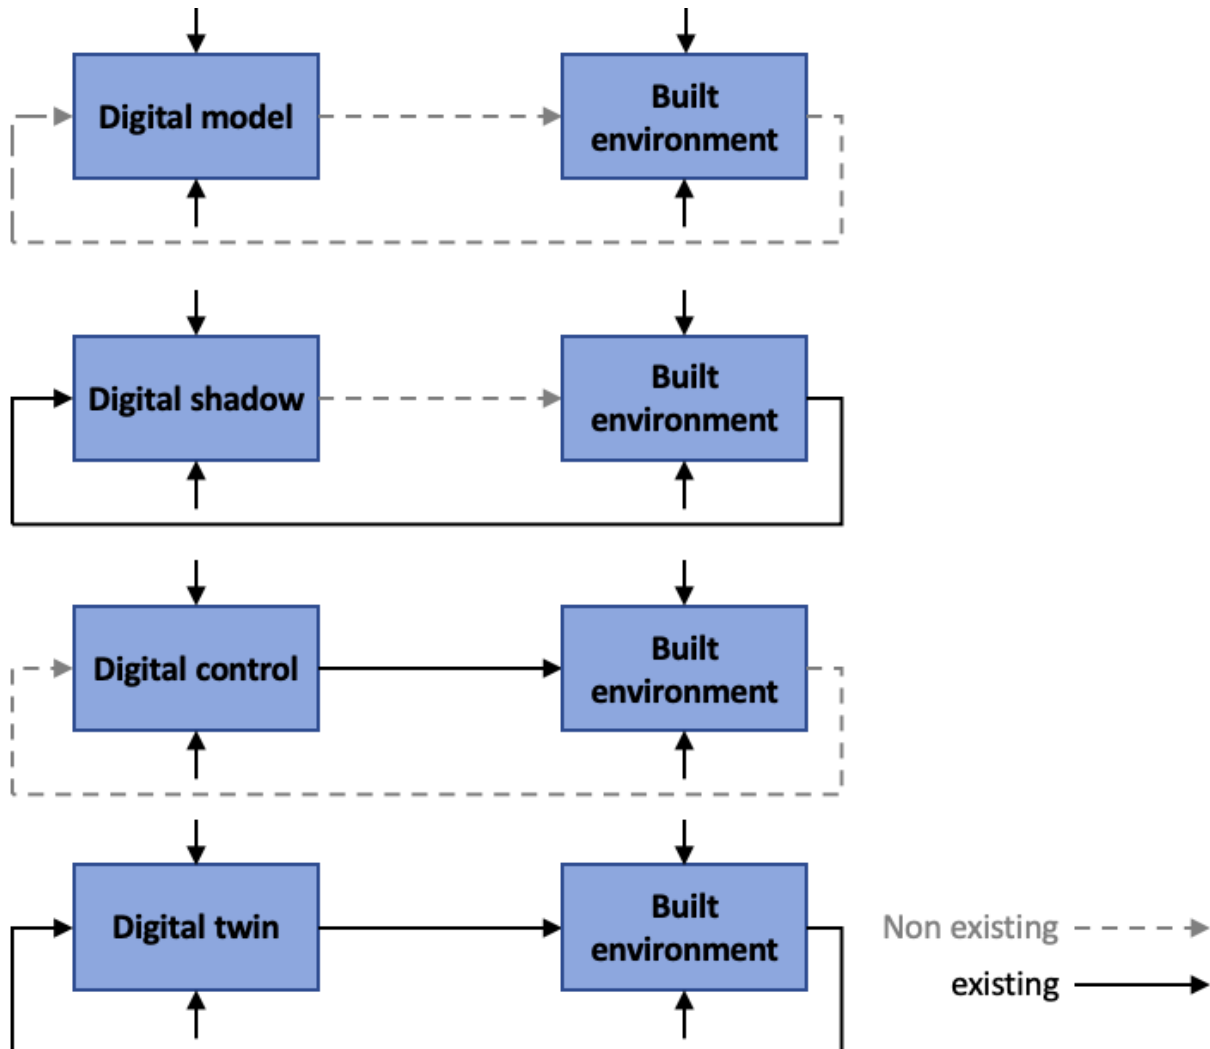 Digital model
Built
environment
Digital shadow
Built
environment
Digital control
Built
environment
Digital twin
Built
environment
Non existing
existing